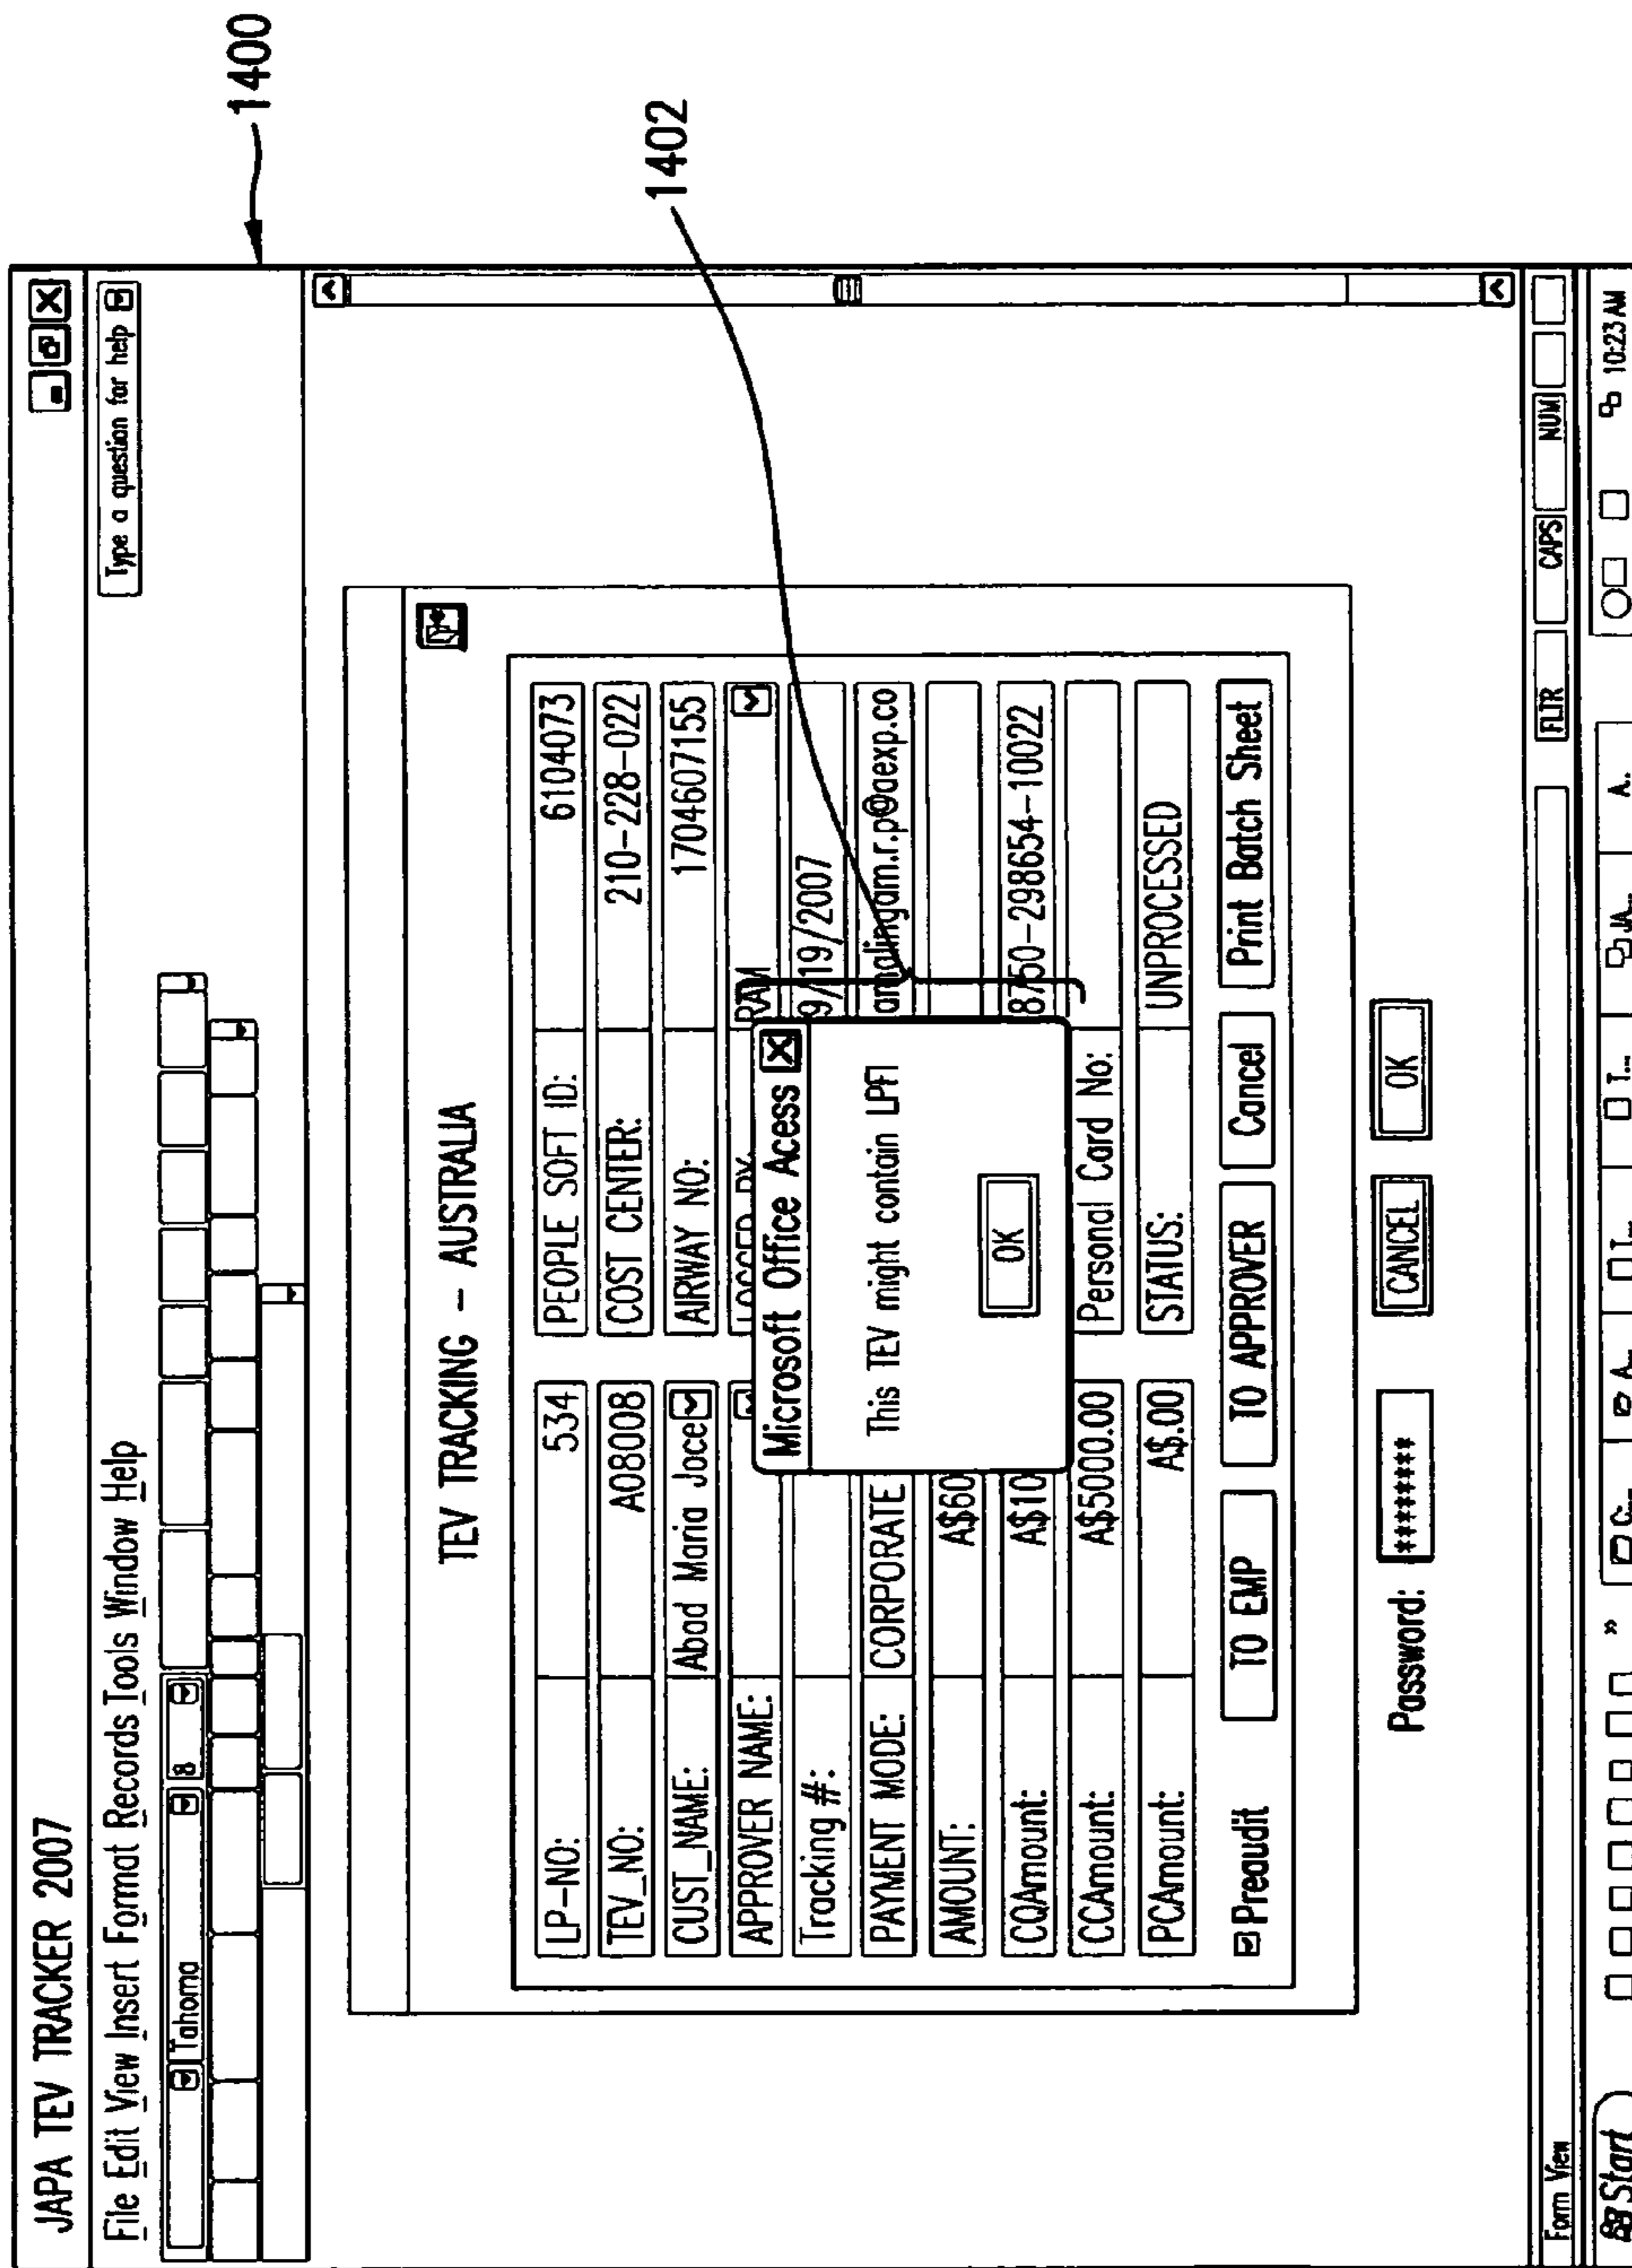 1400
1402
JAPA TEV TRACKER 2007
File Edit View Insert Format Records Tools Window Help
Type a question for help
Tahoma 8
TEV TRACKING – AUSTRALIA
LP-NO: 534 PEOPLE SOFT ID: 6104073
TEV_NO: A08008 COST CENTER: 210-228-022
CUST_NAME: Abad Maria Joce AIRWAY NO: 1704607155
APPROVER NAME: LOGGED BY: RAM
Tracking #: 9/19/2007
PAYMENT MODE: CORPORATE amalingam.r.p@aexp.co
AMOUNT: A$60
CQAmount: A$10 8750-298654-10022
CCAmount: A$5000.00 Personal Card No:
PCAmount: A$.00 STATUS: UNPROCESSED
Microsoft Office Acess
This TEV might contain LPFI
OK
Preaudit TO EMP TO APPROVER Cancel Print Batch Sheet
Password: ******** CANCEL OK
Form View FLTR CAPS NUM
Start » C... A... I... I... JA... A.. 10:23 AM